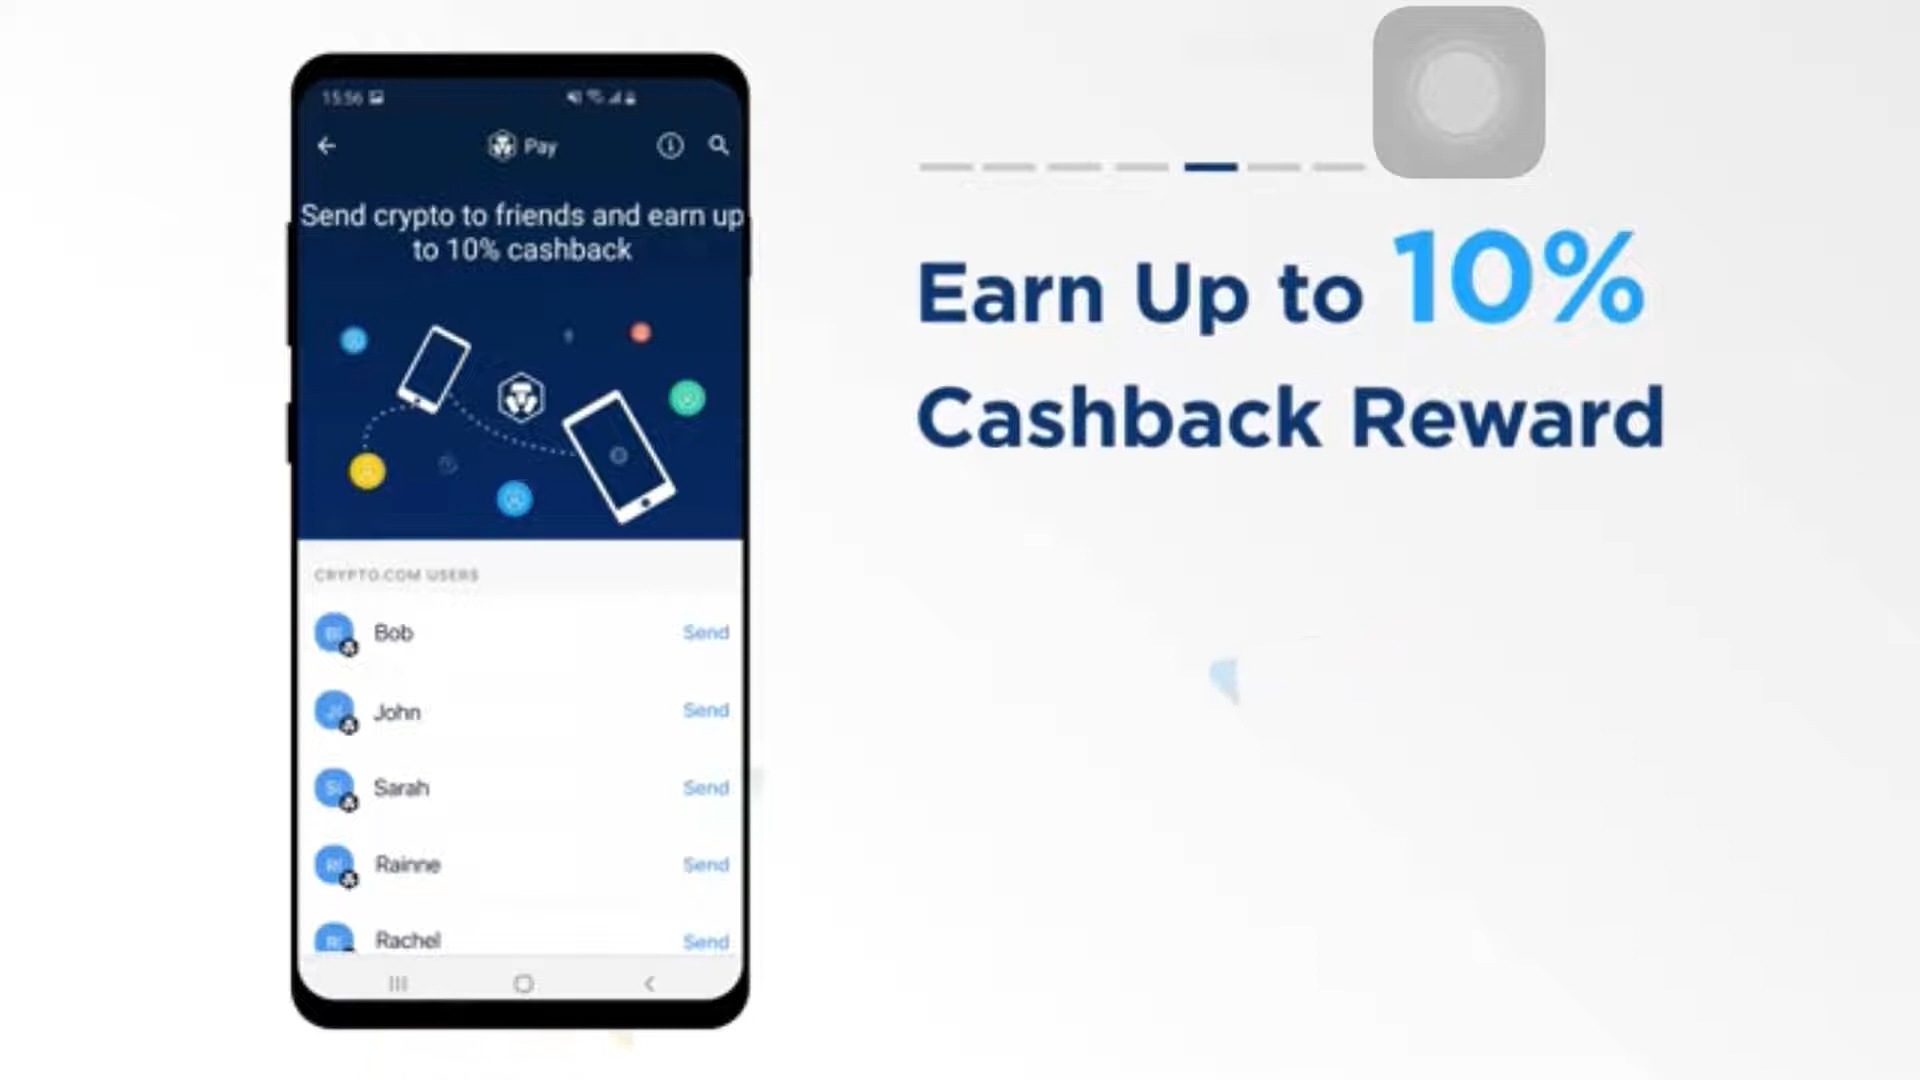 15:56
Pay
Send crypto to friends and earn up
to 10% cashback
CRYPTO.COM USERS
Bob Send
John Send
Sarah Send
Rainne Send
Rachel Send
Earn Up to 10%
Cashback Reward